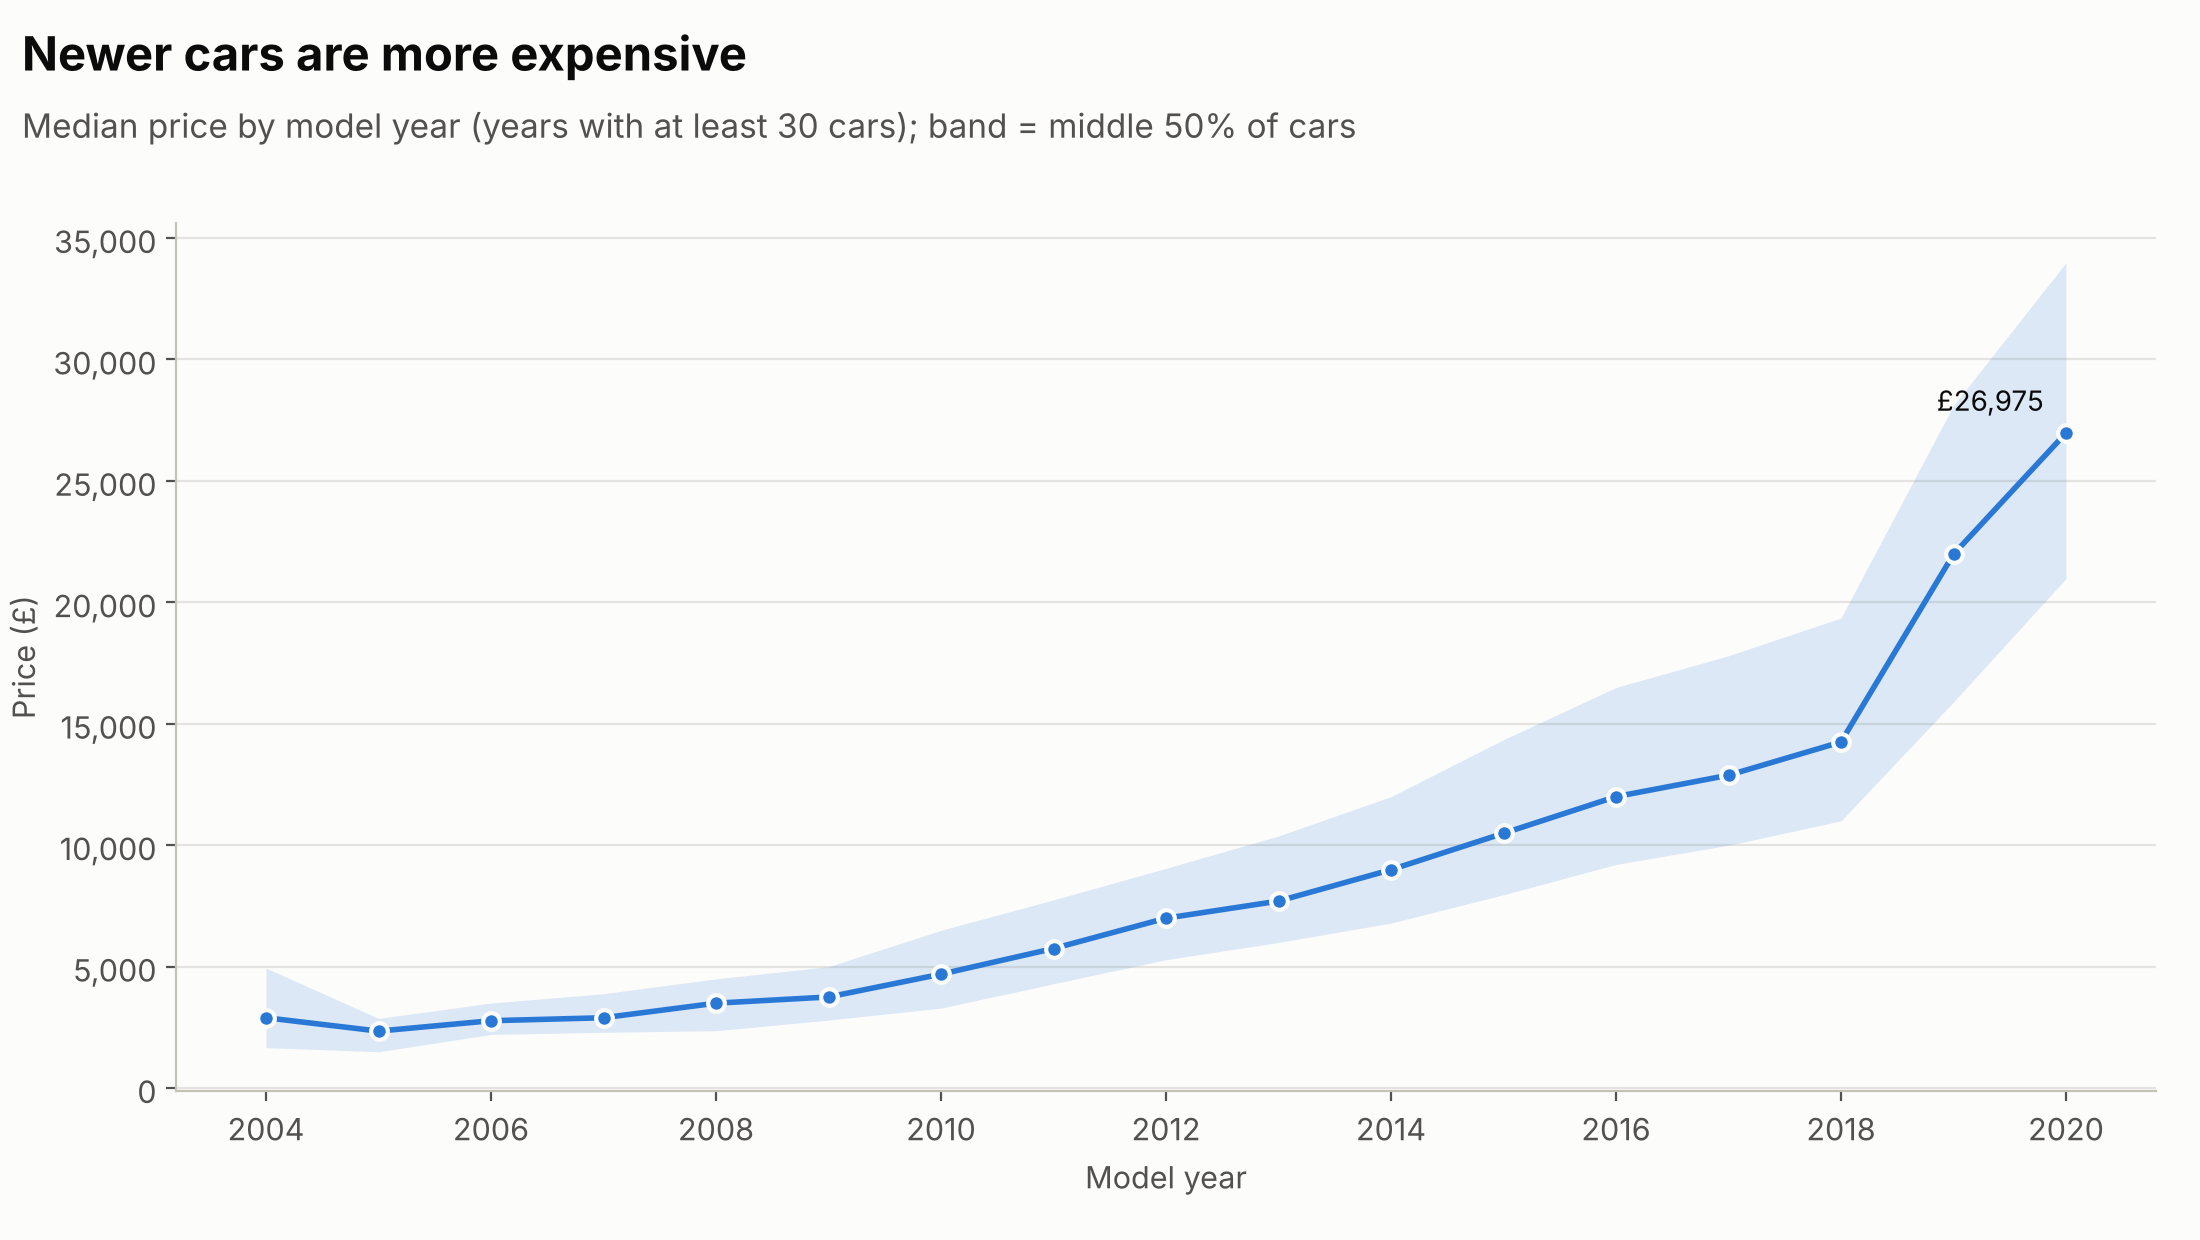 Newer cars are more expensive
Median price by model year (years with at least 30 cars); band = middle 50% of cars
35,000
30,000
£26,975
25,000
20,000
Price (£)
15,000
10,000
5,000
0
2004 2006 2008 2010 2012 2014 2016 2018 2020
Model year